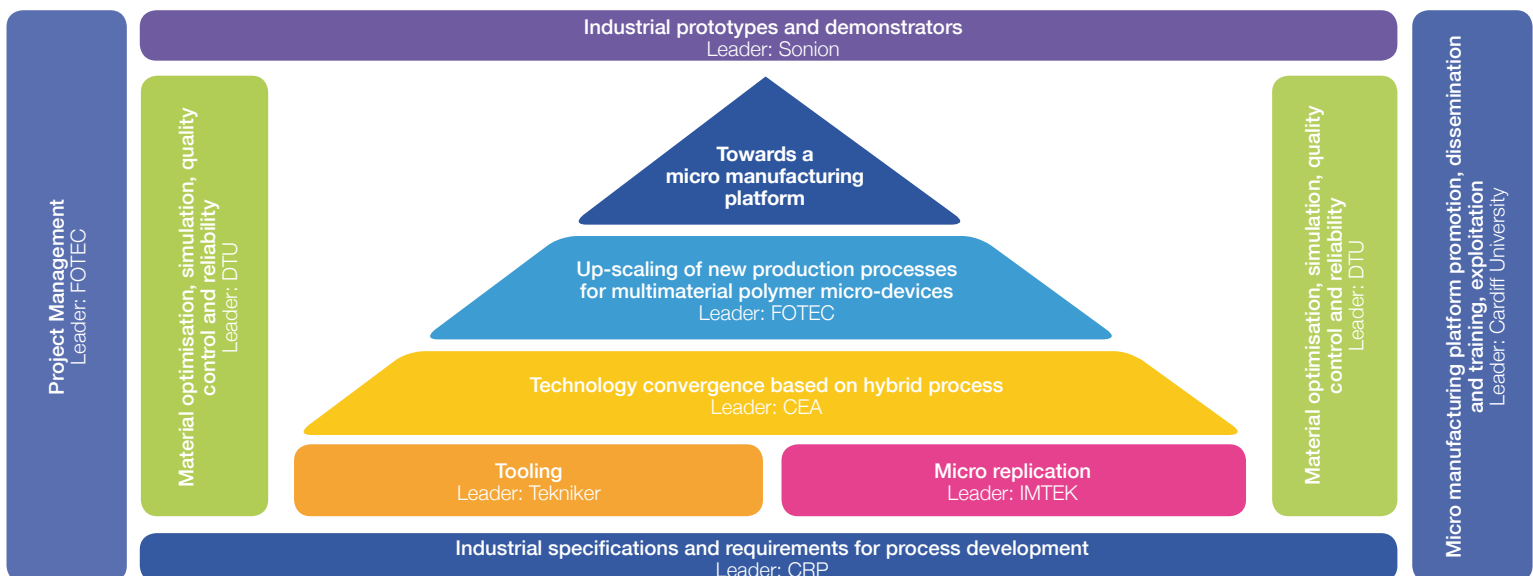 Industrial prototypes and demonstrators
Leader: Sonion
Project Management
Leader: FOTEC
Material optimisation, simulation, quality
control and reliability
Leader: DTU
Towards a
micro manufacturing
platform
Up-scaling of new production processes
for multimaterial polymer micro-devices
Leader: FOTEC
Technology convergence based on hybrid process
Leader: CEA
Tooling
Leader: Tekniker
Micro replication
Leader: IMTEK
Material optimisation, simulation, quality
control and reliability
Leader: DTU
Micro manufacturing platform promotion, dissemination
and training, exploitation
Leader: Cardiff University
Industrial specifications and requirements for process development
Leader: CRP